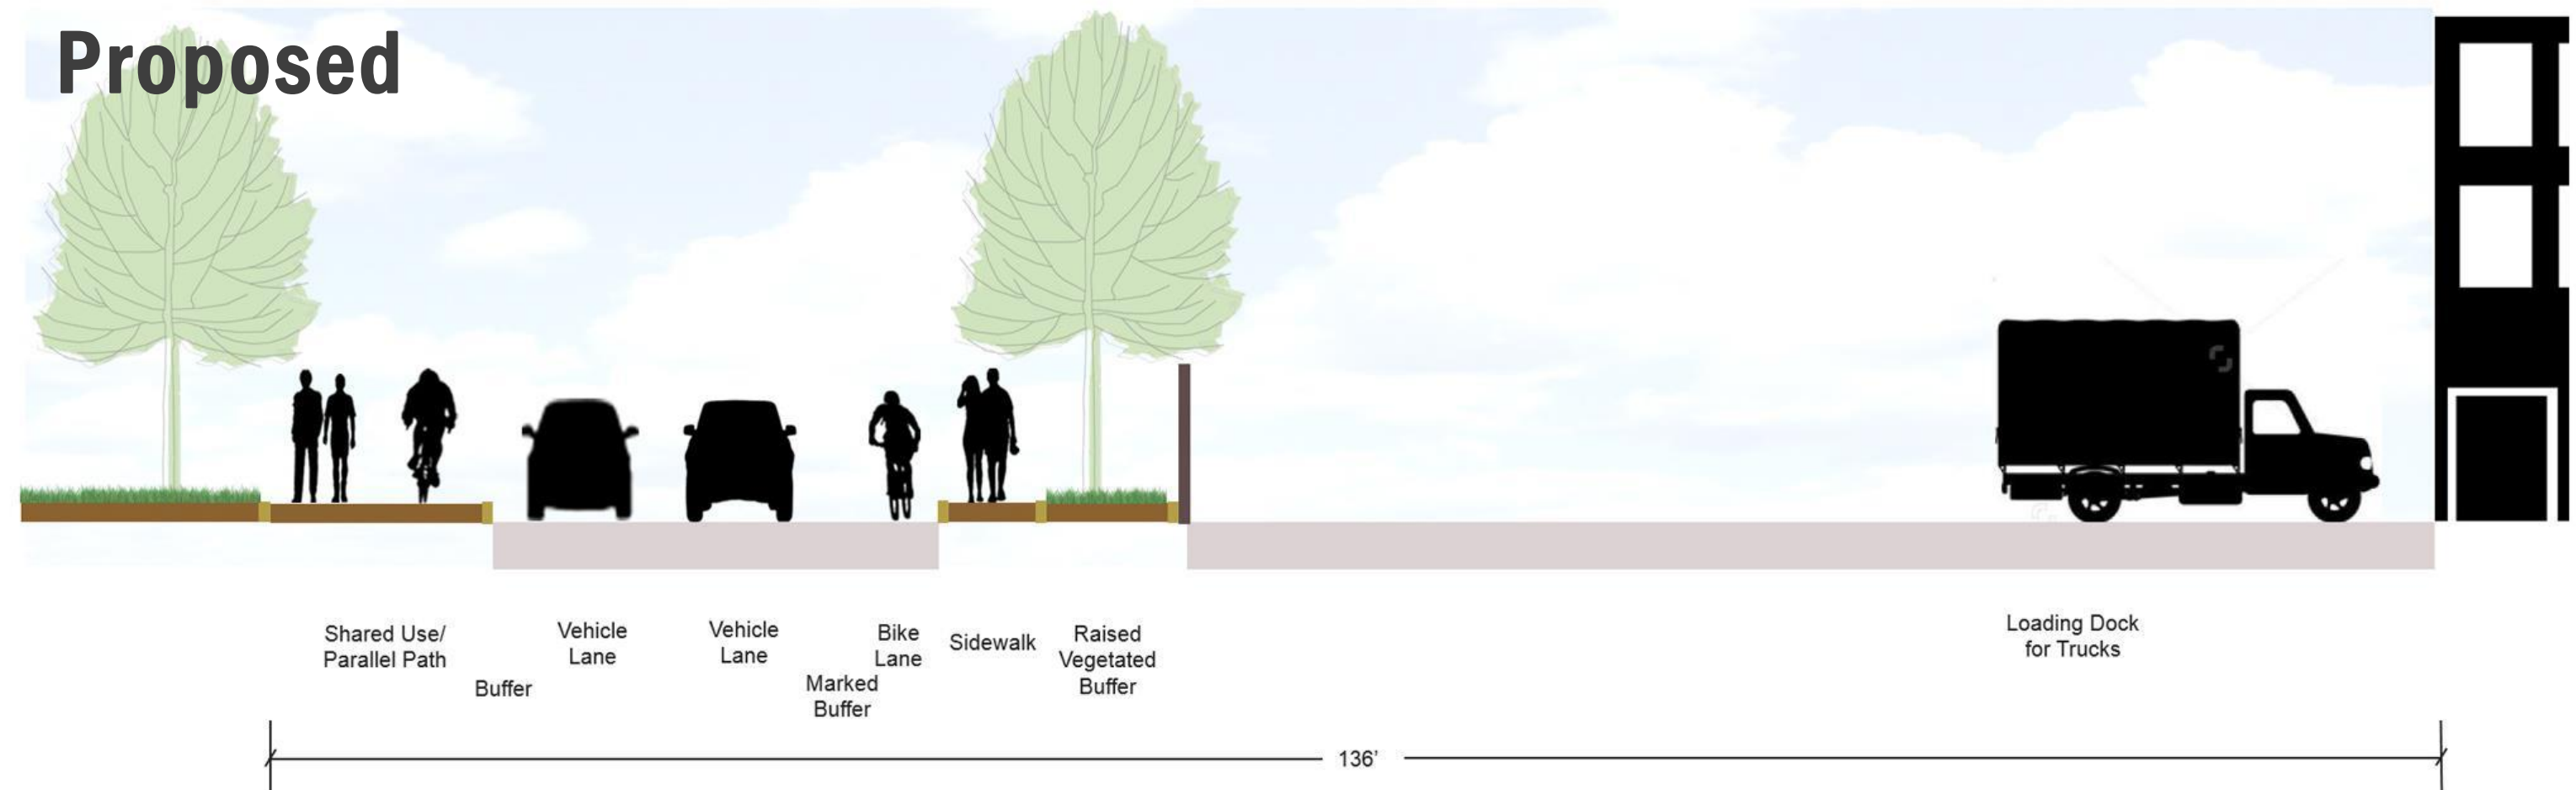 Proposed
Shared Use/
Parallel Path
Buffer
Vehicle
Lane
Vehicle
Lane
Marked
Buffer
Bike
Lane
Sidewalk
Raised
Vegetated
Buffer
Loading Dock
for Trucks
136’